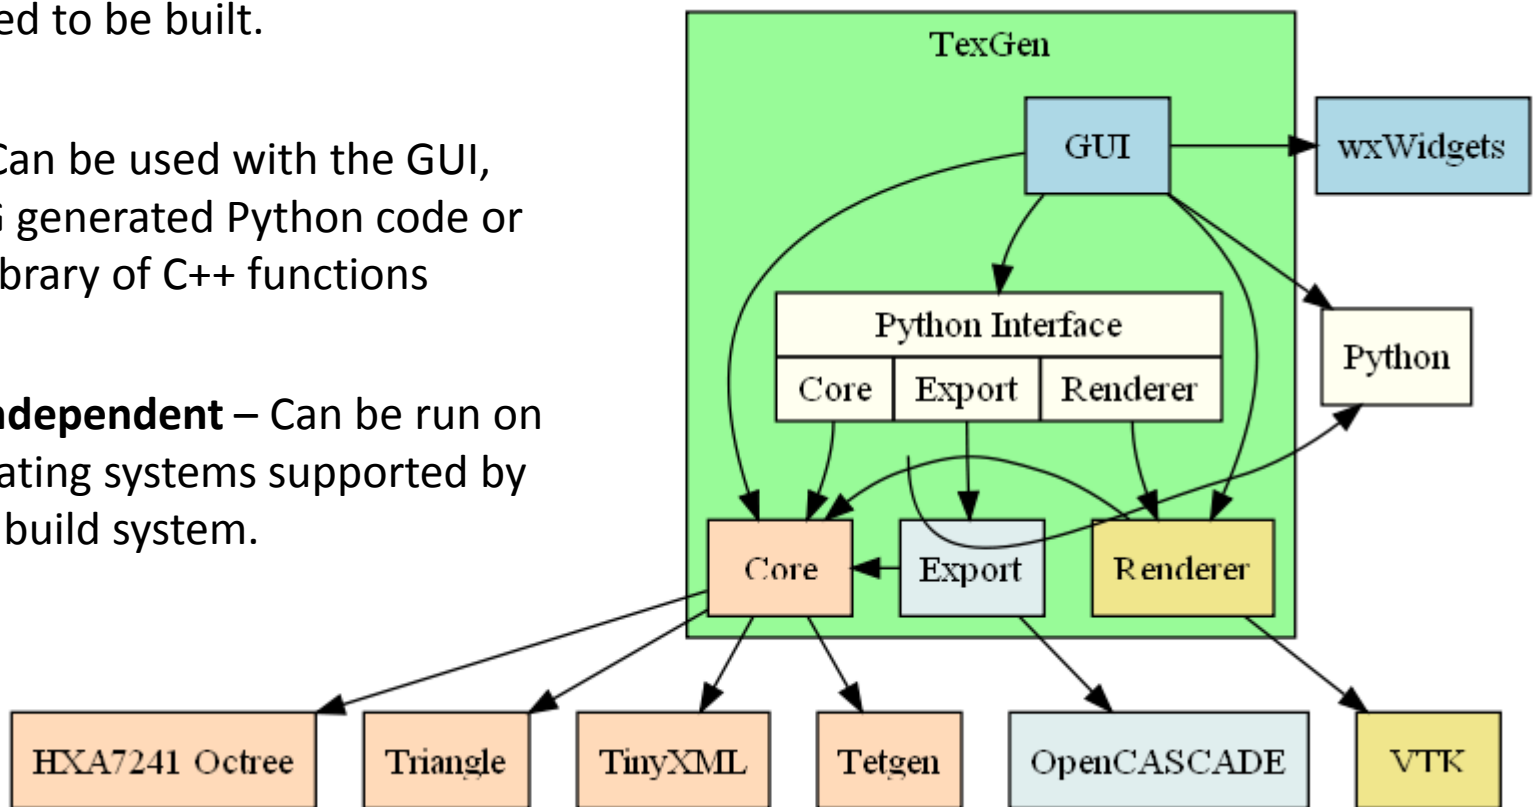 ed to be built.
Can be used with the GUI,
G generated Python code or
ibrary of C++ functions
ndependent – Can be run on
ating systems supported by
build system.
TexGen
GUI
wxWidgets
Python Interface
Core Export Renderer
Python
Core
Export
Renderer
HXA7241 Octree
Triangle
TinyXML
Tetgen
OpenCASCADE
VTK